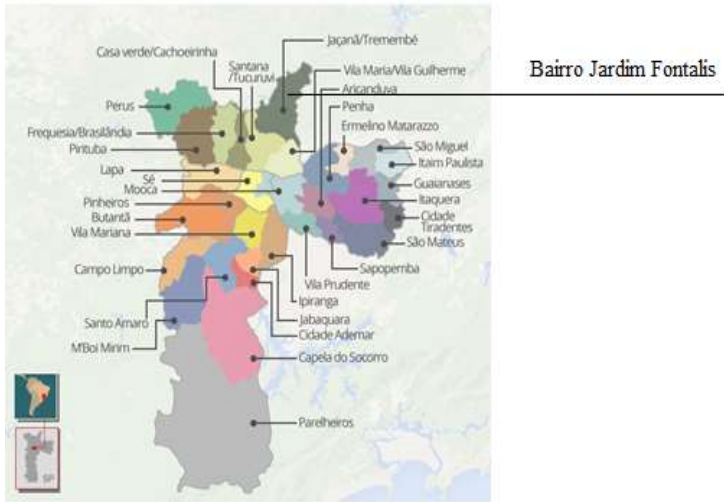 Jaçanã/Tremembé
Casa verde/Cachoeirinha
Santana
/Tucuruvi
Vila Maria/Vila Guilherme
Bairro Jardim Fontalis
Aricanduva
Perus
Penha
Ermelino Matarazzo
Frequesia/Brasilândia
São Miguel
Pirituba
Itaim Paulista
Lapa
Sé
Guaianases
Mooca
Itaquera
Pinheiros
Cidade
Tiradentes
Butantã
Vila Mariana
São Mateus
Sapopemba
Campo Limpo
Vila Prudente
Ipiranga
Santo Amaro
Jabaquara
Cidade Ademar
M'Boi Mirim
Capela do Socorro
Parelheiros
SP